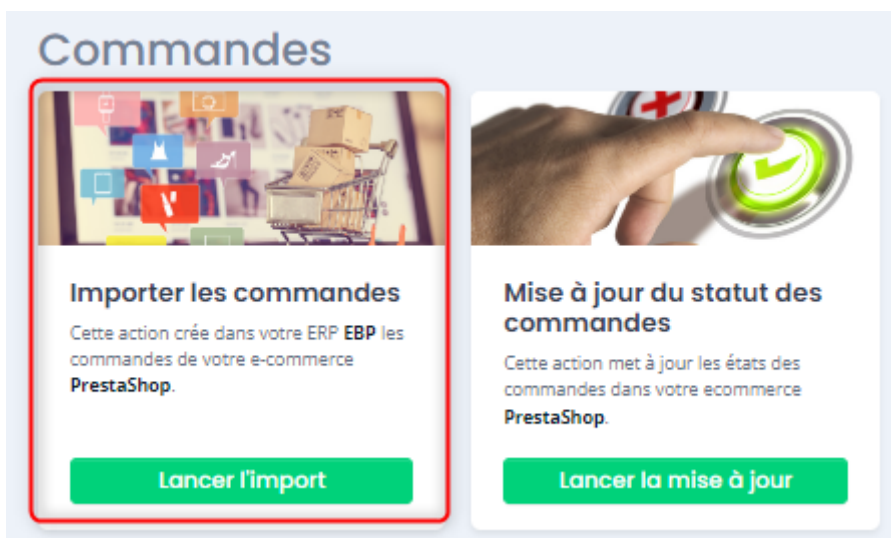 Commandes
Importer les commandes
Cette action crée dans votre ERP EBP les
commandes de votre e-commerce
PrestaShop.
Lancer l'import
Mise à jour du statut des
commandes
Cette action met à jour les états des
commandes dans votre ecommerce
PrestaShop.
Lancer la mise à jour